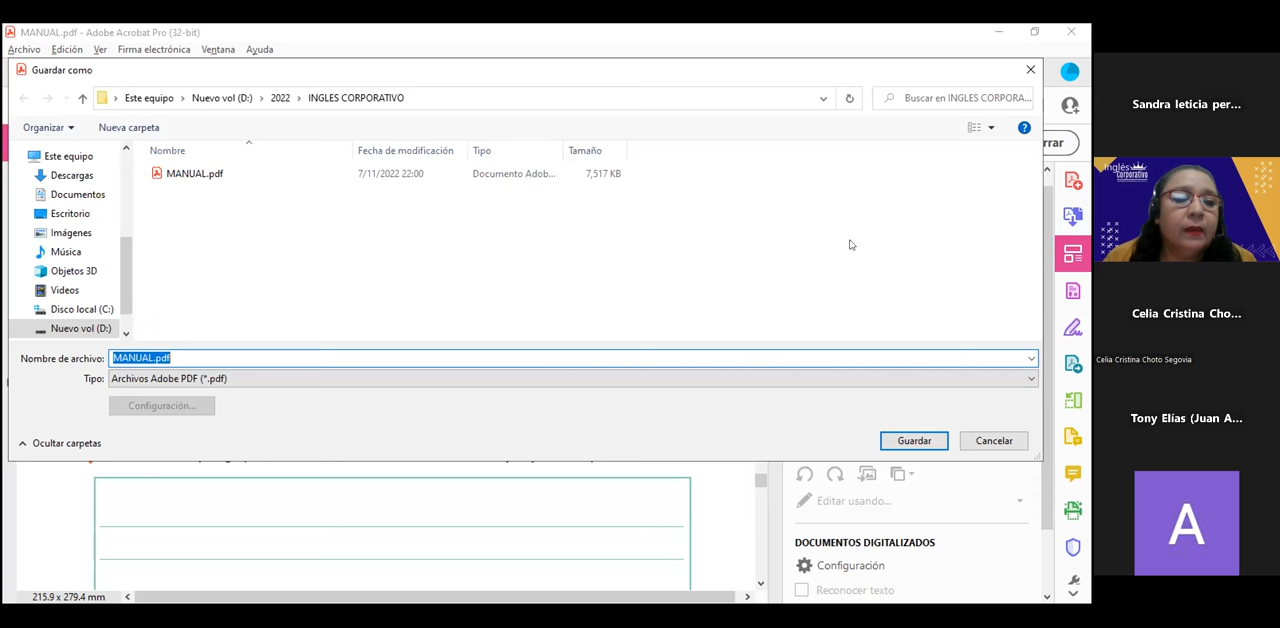 MANUAL.pdf - Adobe Acrobat Pro (32-bit)
Archivo Edición Ver Firma electrónica Ventana Ayuda
Guardar como
Este equipo > Nuevo vol (D:) > 2022 > INGLES CORPORATIVO
Buscar en INGLES CORPORA...
Organizar
Nueva carpeta
Nombre Fecha de modificación Tipo Tamaño
MANUAL.pdf 7/11/2022 22:00 Documento Adob... 7,517 KB
Este equipo
Descargas
Documentos
Escritorio
Imágenes
Música
Objetos 3D
Videos
Disco local (C:)
Nuevo vol (D:)
Nombre de archivo: MANUAL.pdf
Tipo: Archivos Adobe PDF (*.pdf)
Configuración...
Ocultar carpetas
Guardar
Cancelar
rrar
Editar usando...
DOCUMENTOS DIGITALIZADOS
Configuración
Reconocer texto
215.9 x 279.4 mm
Sandra leticia per...
Inglés
Corporativo
Celia Cristina Cho...
Celia Cristina Choto Segovia
Tony Elías (Juan A...
A